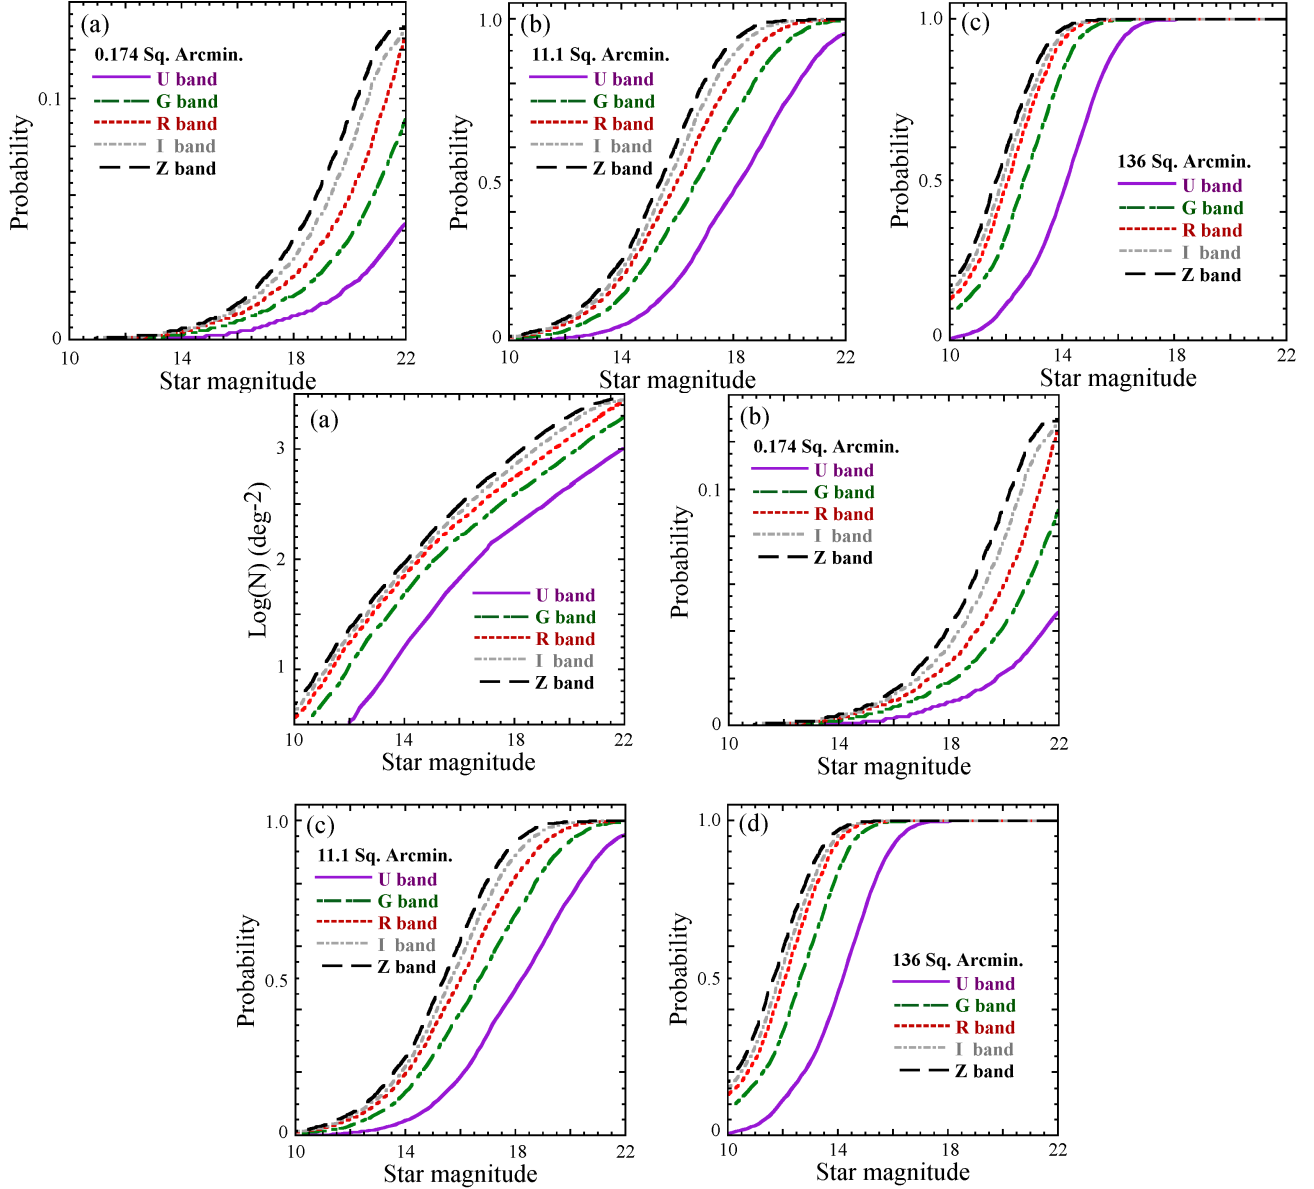 (a)
0.174 Sq. Arcmin.
U band
G band
R band
I band
Z band
0.1
0
Probability
10 14 18 22
Star magnitude
(b)
11.1 Sq. Arcmin.
U band
G band
R band
I band
Z band
1.0
0.5
0
Probability
10 14 18 22
Star magnitude
(c)
136 Sq. Arcmin.
U band
G band
R band
I band
Z band
1.0
0.5
0
Probability
10 14 18 22
Star magnitude
(a)
3
2
1
Log(N) (deg-2)
U band
G band
R band
I band
Z band
10 14 18 22
Star magnitude
(b)
0.174 Sq. Arcmin.
U band
G band
R band
I band
Z band
0.1
0
Probability
10 14 18 22
Star magnitude
(c)
11.1 Sq. Arcmin.
U band
G band
R band
I band
Z band
1.0
0.5
0
Probability
10 14 18 22
Star magnitude
(d)
136 Sq. Arcmin.
U band
G band
R band
I band
Z band
1.0
0.5
0
Probability
10 14 18 22
Star magnitude